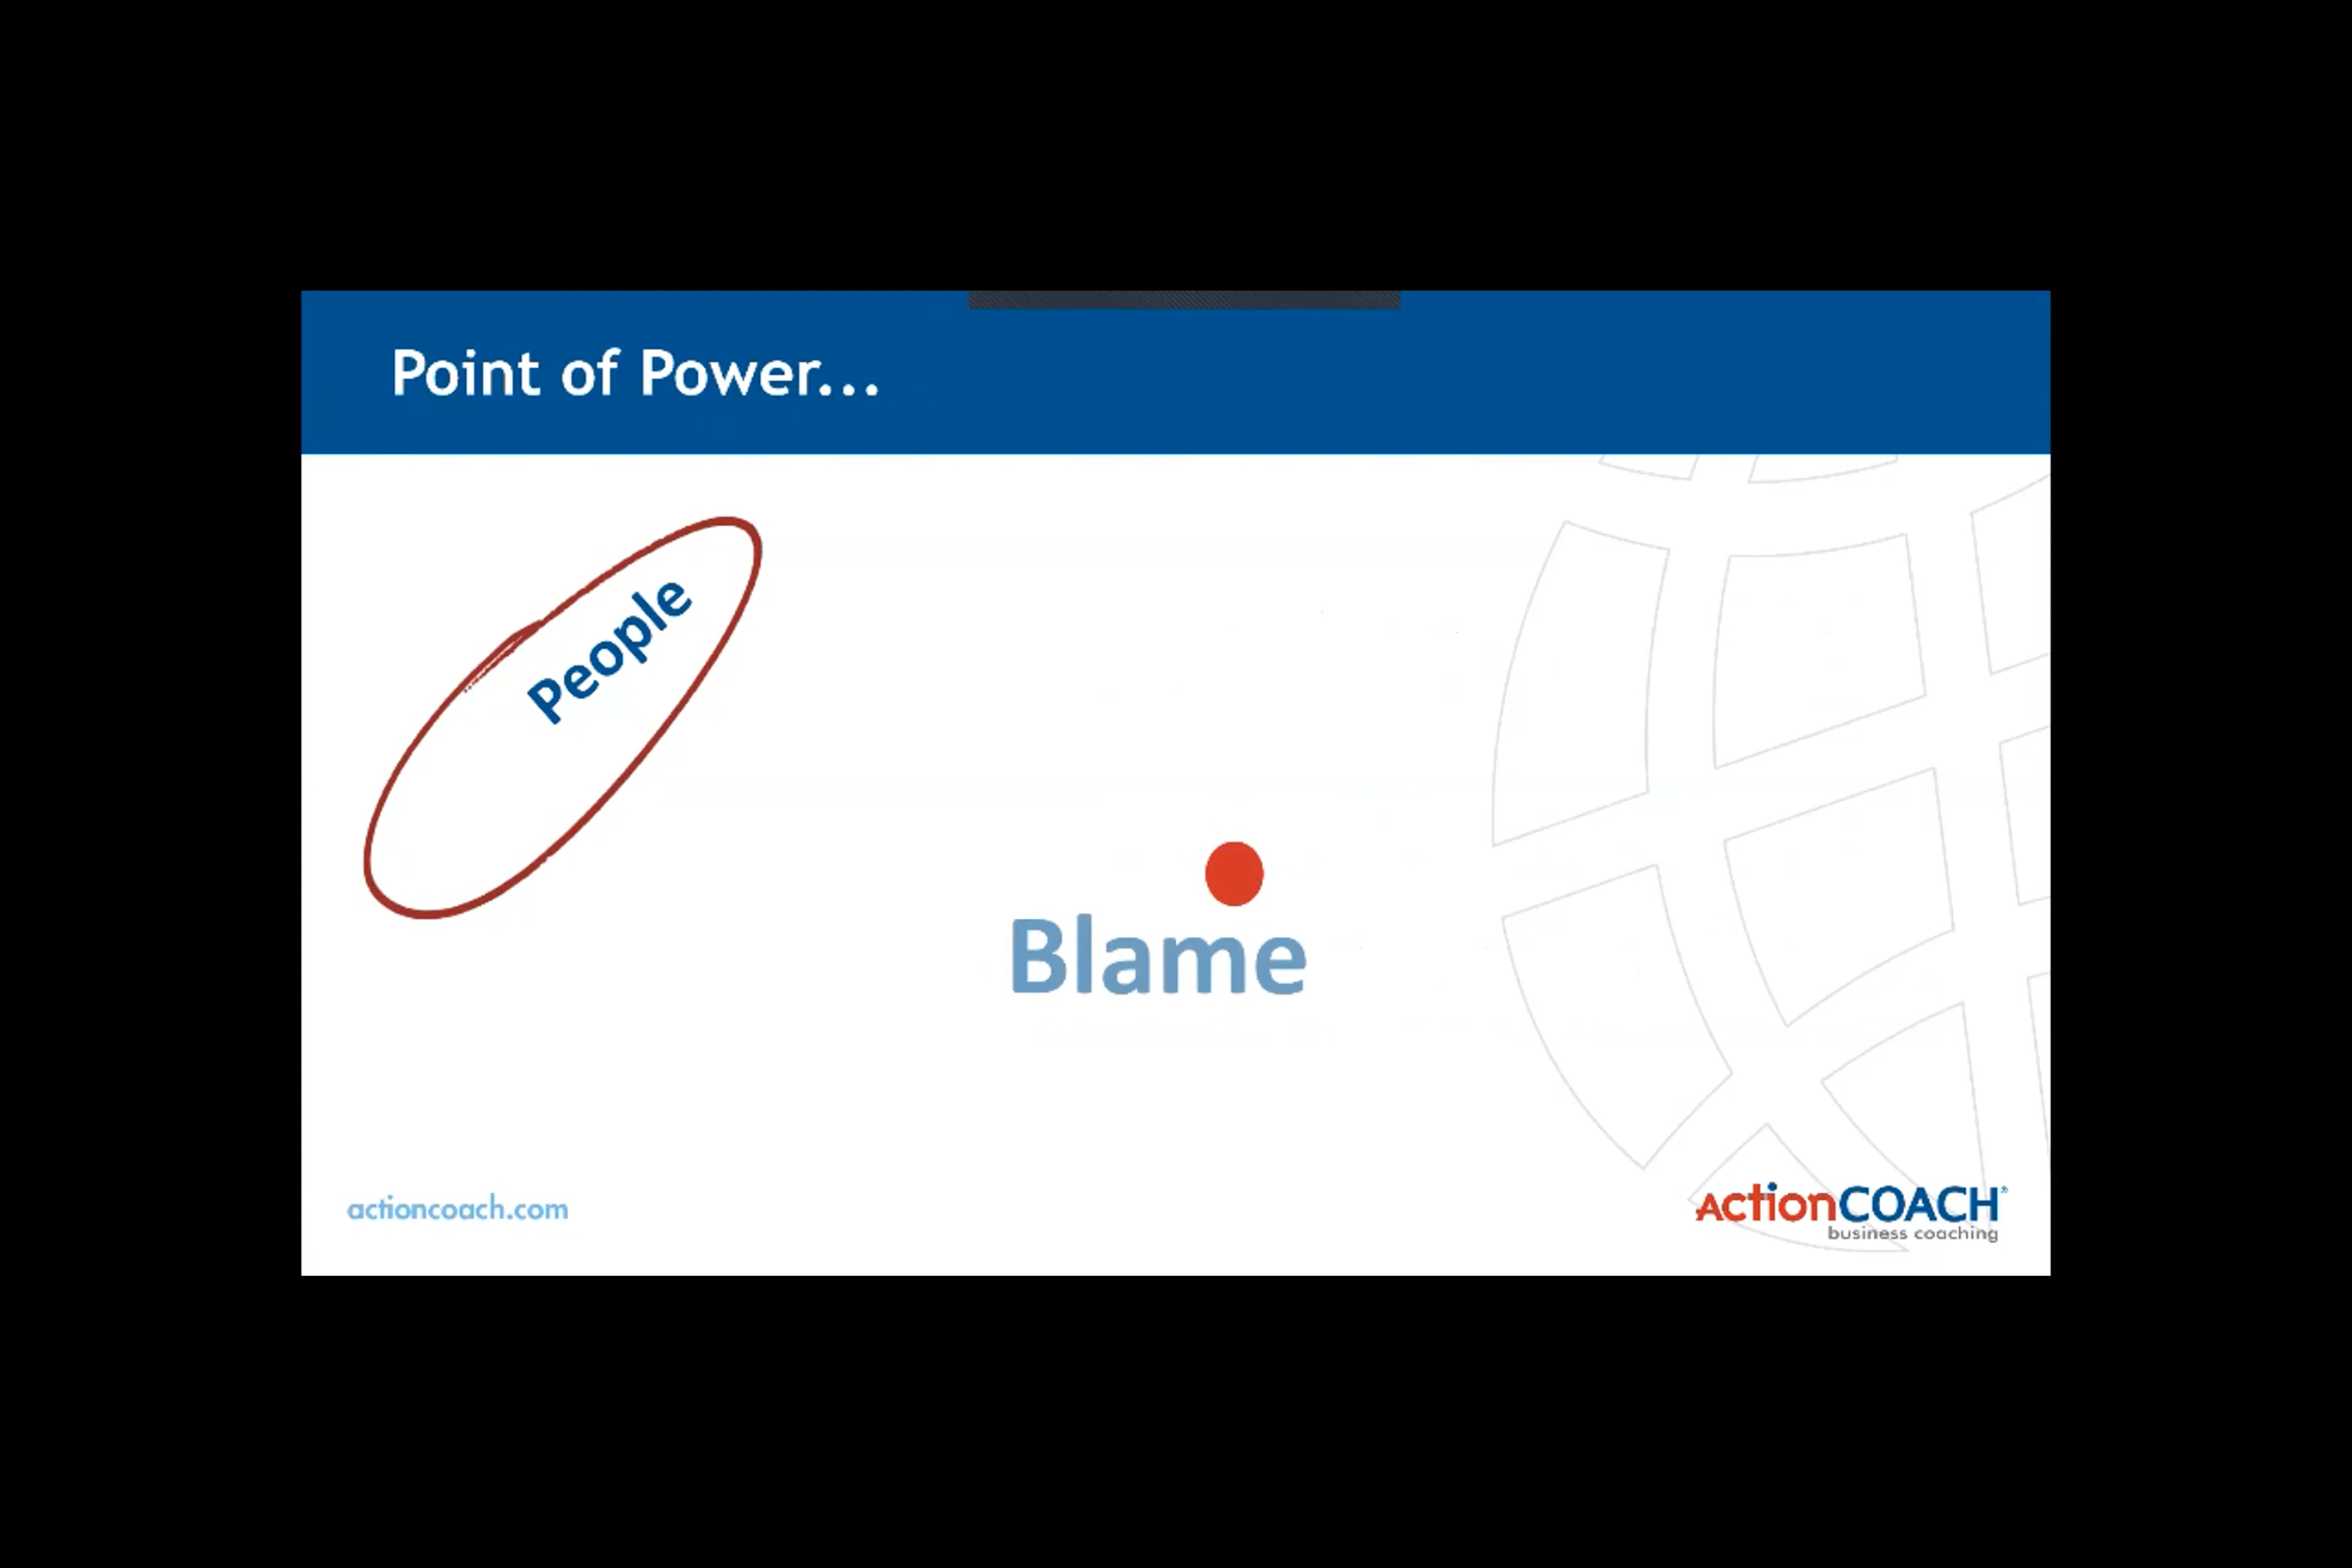 Point of Power...
People
Blame
actioncoach.com
ActionCOACH®
business coaching